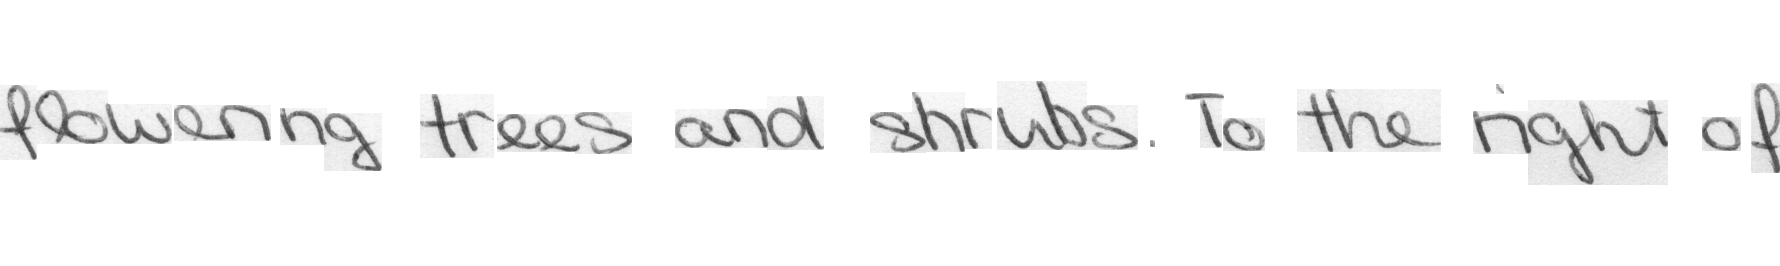 flowering trees and shrubs. To the right of